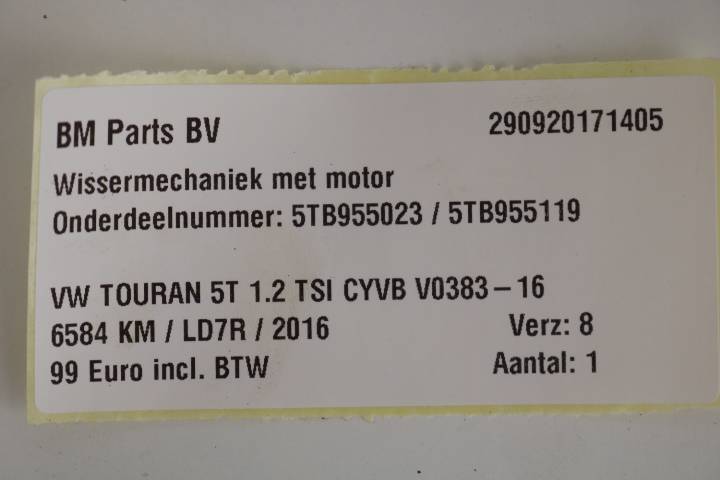 BM Parts BV 290920171405
Wissermechaniek met motor
Onderdeelnummer: 5TB955023 / 5TB955119
VW TOURAN 5T 1.2 TSI CYVB V0383-16
6584 KM / LD7R / 2016 Verz: 8
99 Euro incl. BTW Aantal: 1